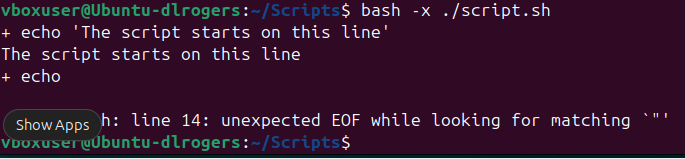 vboxuser@Ubuntu-dlrogers:~/Scripts$ bash -x ./script.sh
+ echo 'The script starts on this line'
The script starts on this line
+ echo
h: line 14: unexpected EOF while looking for matching `"'
Show Apps
vboxuser@Ubuntu-dlrogers:~/Scripts$